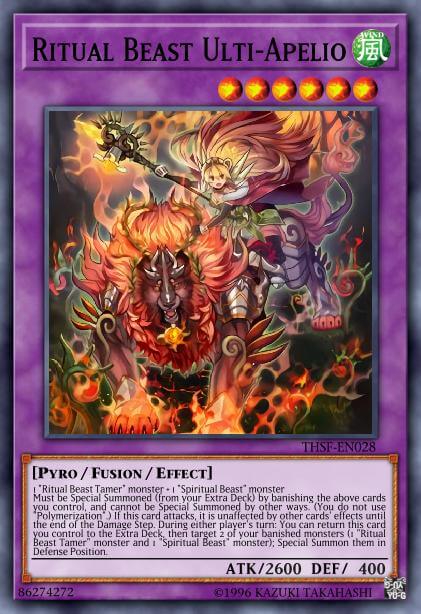 Ritual Beast Ulti-Apelio
WIND
風
THSF-EN028
[Pyro / Fusion / Effect]
1 "Ritual Beast Tamer" monster + 1 "Spiritual Beast" monster
Must be Special Summoned (from your Extra Deck) by banishing the above cards
you control, and cannot be Special Summoned by other ways. (You do not use
"Polymerization".) If this card attacks, it is unaffected by other cards' effects until
the end of the Damage Step. During either player's turn: You can return this
card you control to the Extra Deck, then target 2 of your banished monsters (1 "Ritual
Beast Tamer" monster and 1 "Spiritual Beast" monster); Special Summon them in
Defense Position.
ATK/2600 DEF/ 400
86274272
©1996 KAZUKI TAKAHASHI